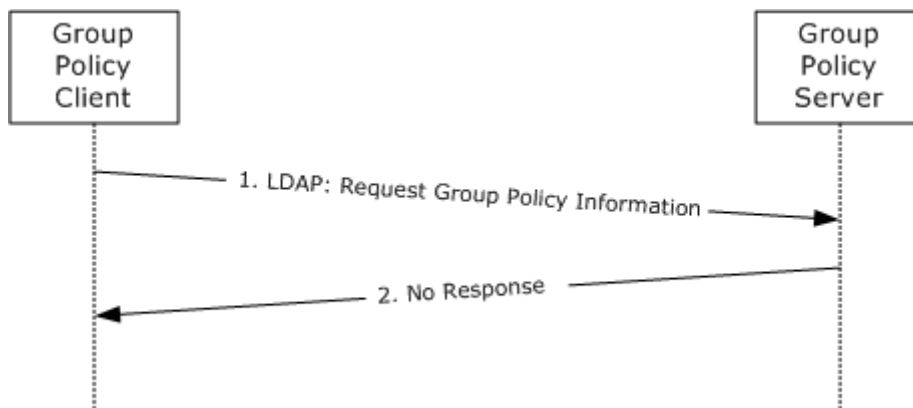 Group
Policy
Client
Group
Policy
Server
1. LDAP: Request Group Policy Information
2. No Response